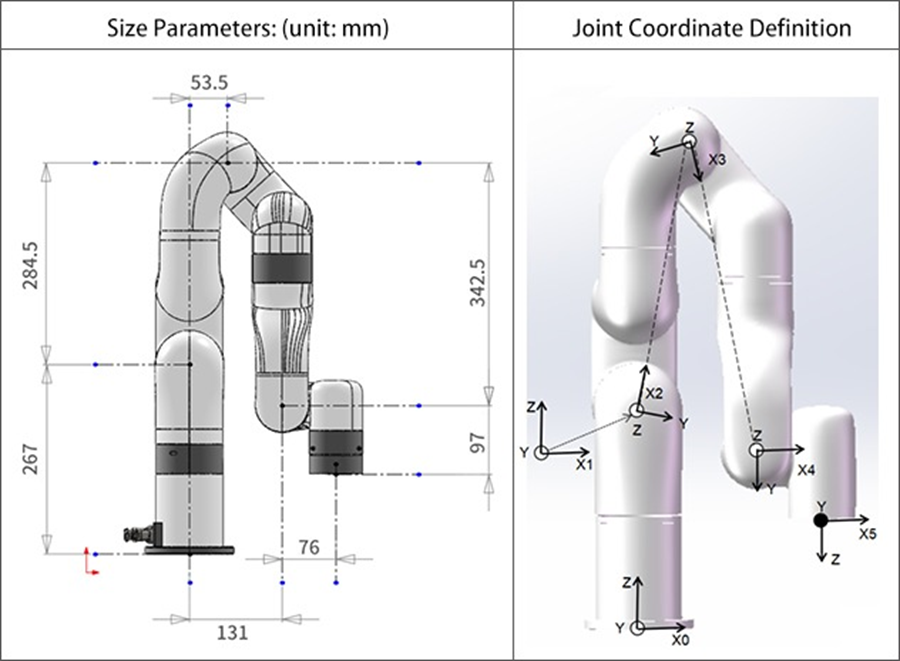 Size Parameters: (unit: mm)
53.5
284.5
342.5
267
97
76
131
Joint Coordinate Definition
Z
Y
X3
X2
Z
Y
Z
Y
X1
Z
X4
Y
Y
X5
Z
Z
Y
X0